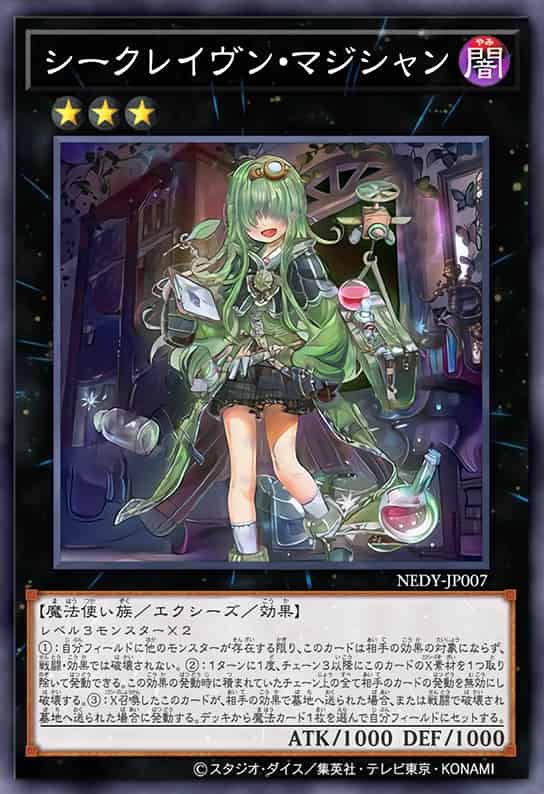 シークレイヴン・マジシャン
闇
NEDY-JP007
【魔法使い族／エクシーズ／効果】
レベル３モンスター×２
①：自分フィールドに他のモンスターが存在する限り、このカードは相手の効果の対象にならず、
戦闘・効果では破壊されない。②：1ターンに1度、チェーン３以降にこのカードのX素材を１つ取り
除いて発動できる。この効果の発動時に積まれていたチェーン上の全て相手のカードの発動を無効にし
破壊する。③：X召喚したこのカードが、相手の効果で墓地へ送られた場合、または戦闘で破壊され
墓地へ送られた場合に発動する。デッキから魔法カード1枚を選んで自分フィールドにセットする。
ATK/1000 DEF/1000
©スタジオ・ダイス/集英社・テレビ東京・KONAMI